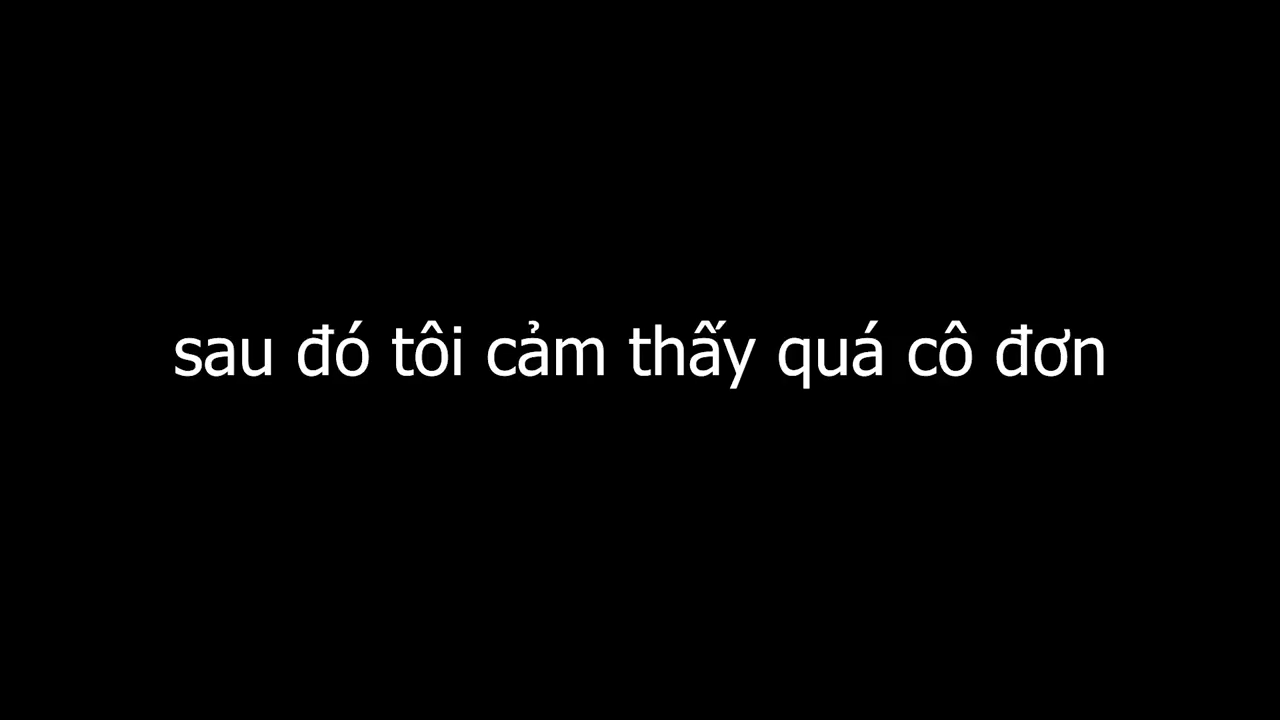 sau đó tôi cảm thấy quá cô đơn